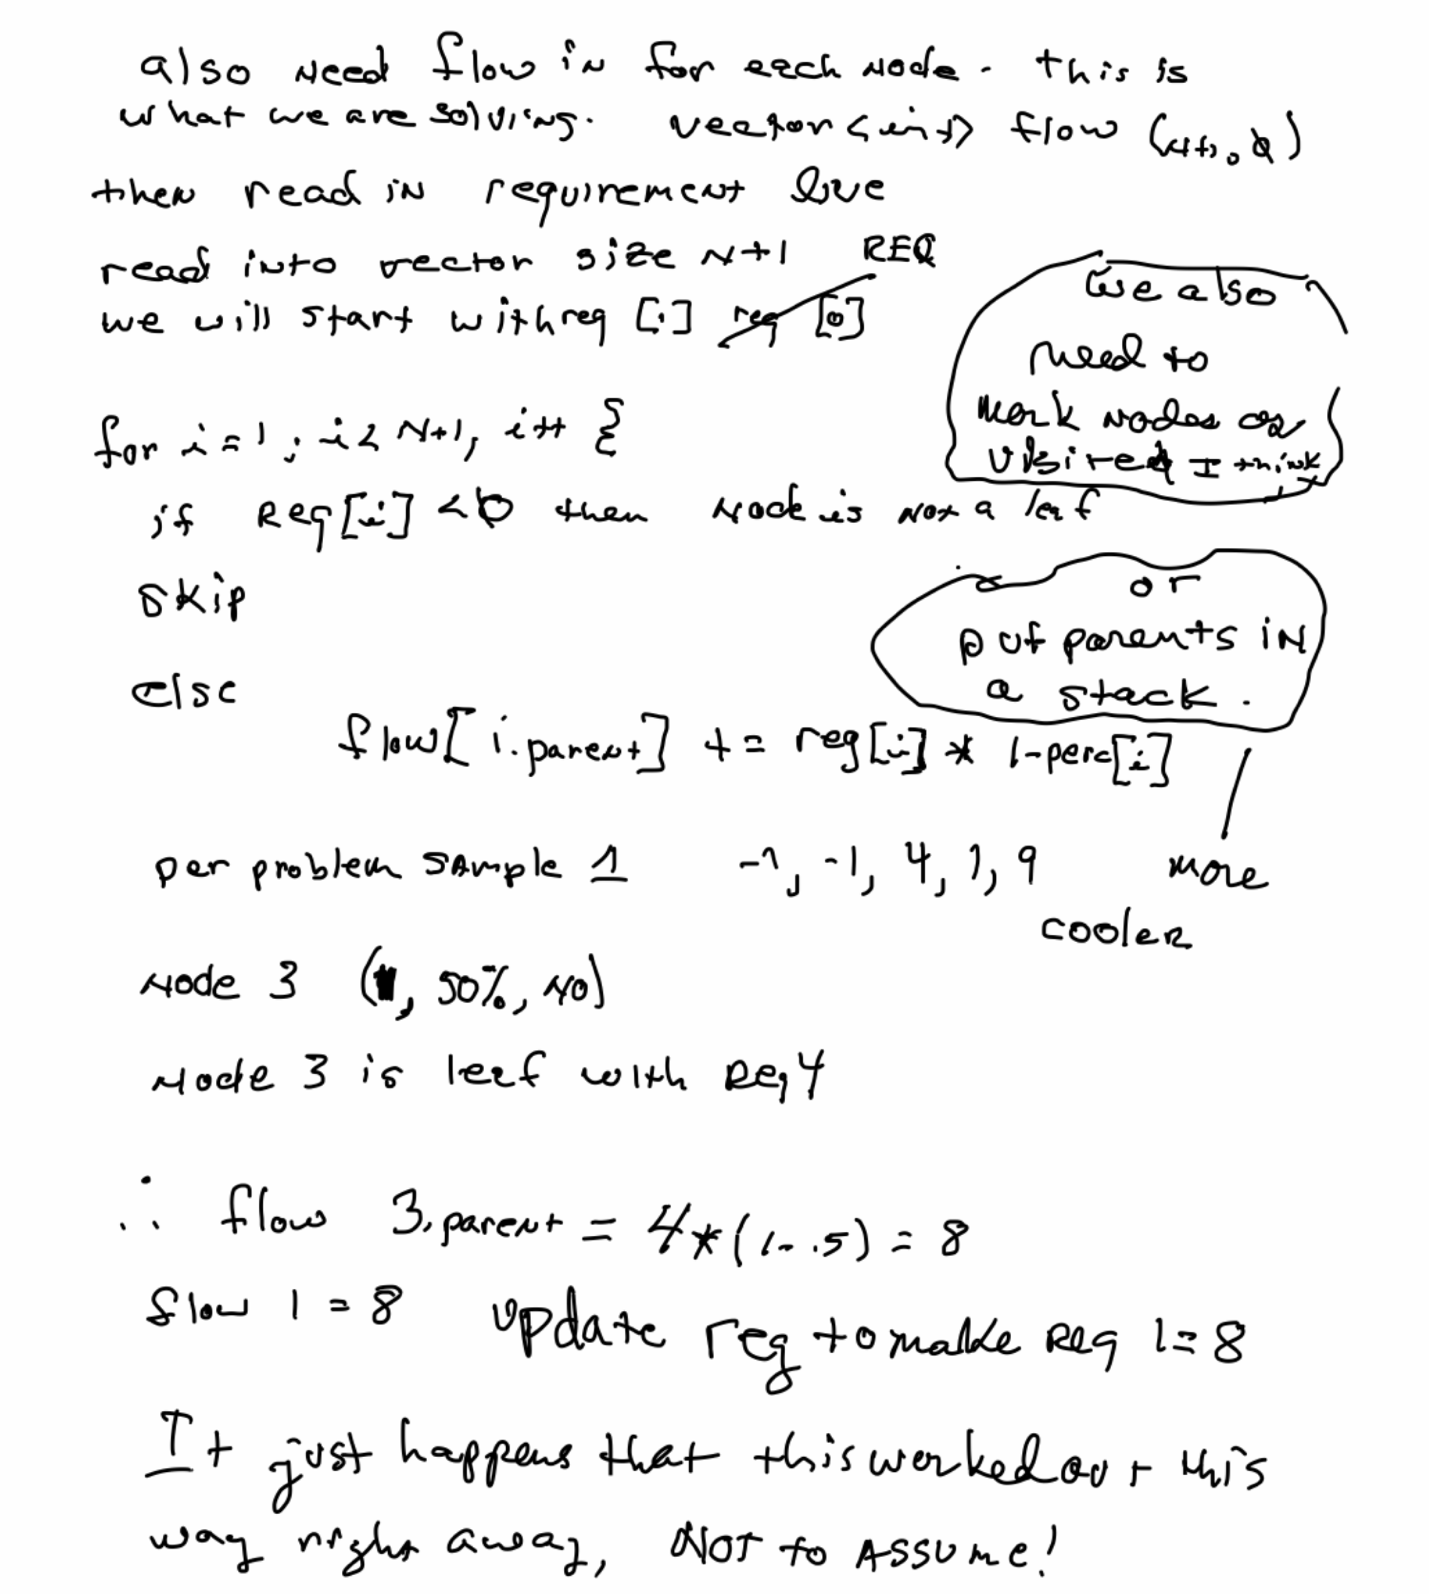 also need flow in for each node. this is
what we are solving. vector<int> flow (N+1, 0)
then read in requirement line
read into vector size N+1 REQ
we will start with req [1] req [0]
We also
need to
mark nodes as
visited I think
for i=1; i< N+1, i++ {
if Req[i] <0 then node is not a leaf
skip
or
put parents in
a stack.
else
flow[i.parent] += req[i] * 1-perc[i]
per problem sample 1 -1, -1, 4, 1, 9
more
cooler
Node 3 (1, 50%, NO)
Node 3 is leaf with Req 4
∴ flow 3.parent = 4*(1-.5) = 8
flow 1 = 8 update req to make Req 1=8
It just happens that this worked out this
way right away, NOT to ASSUME!